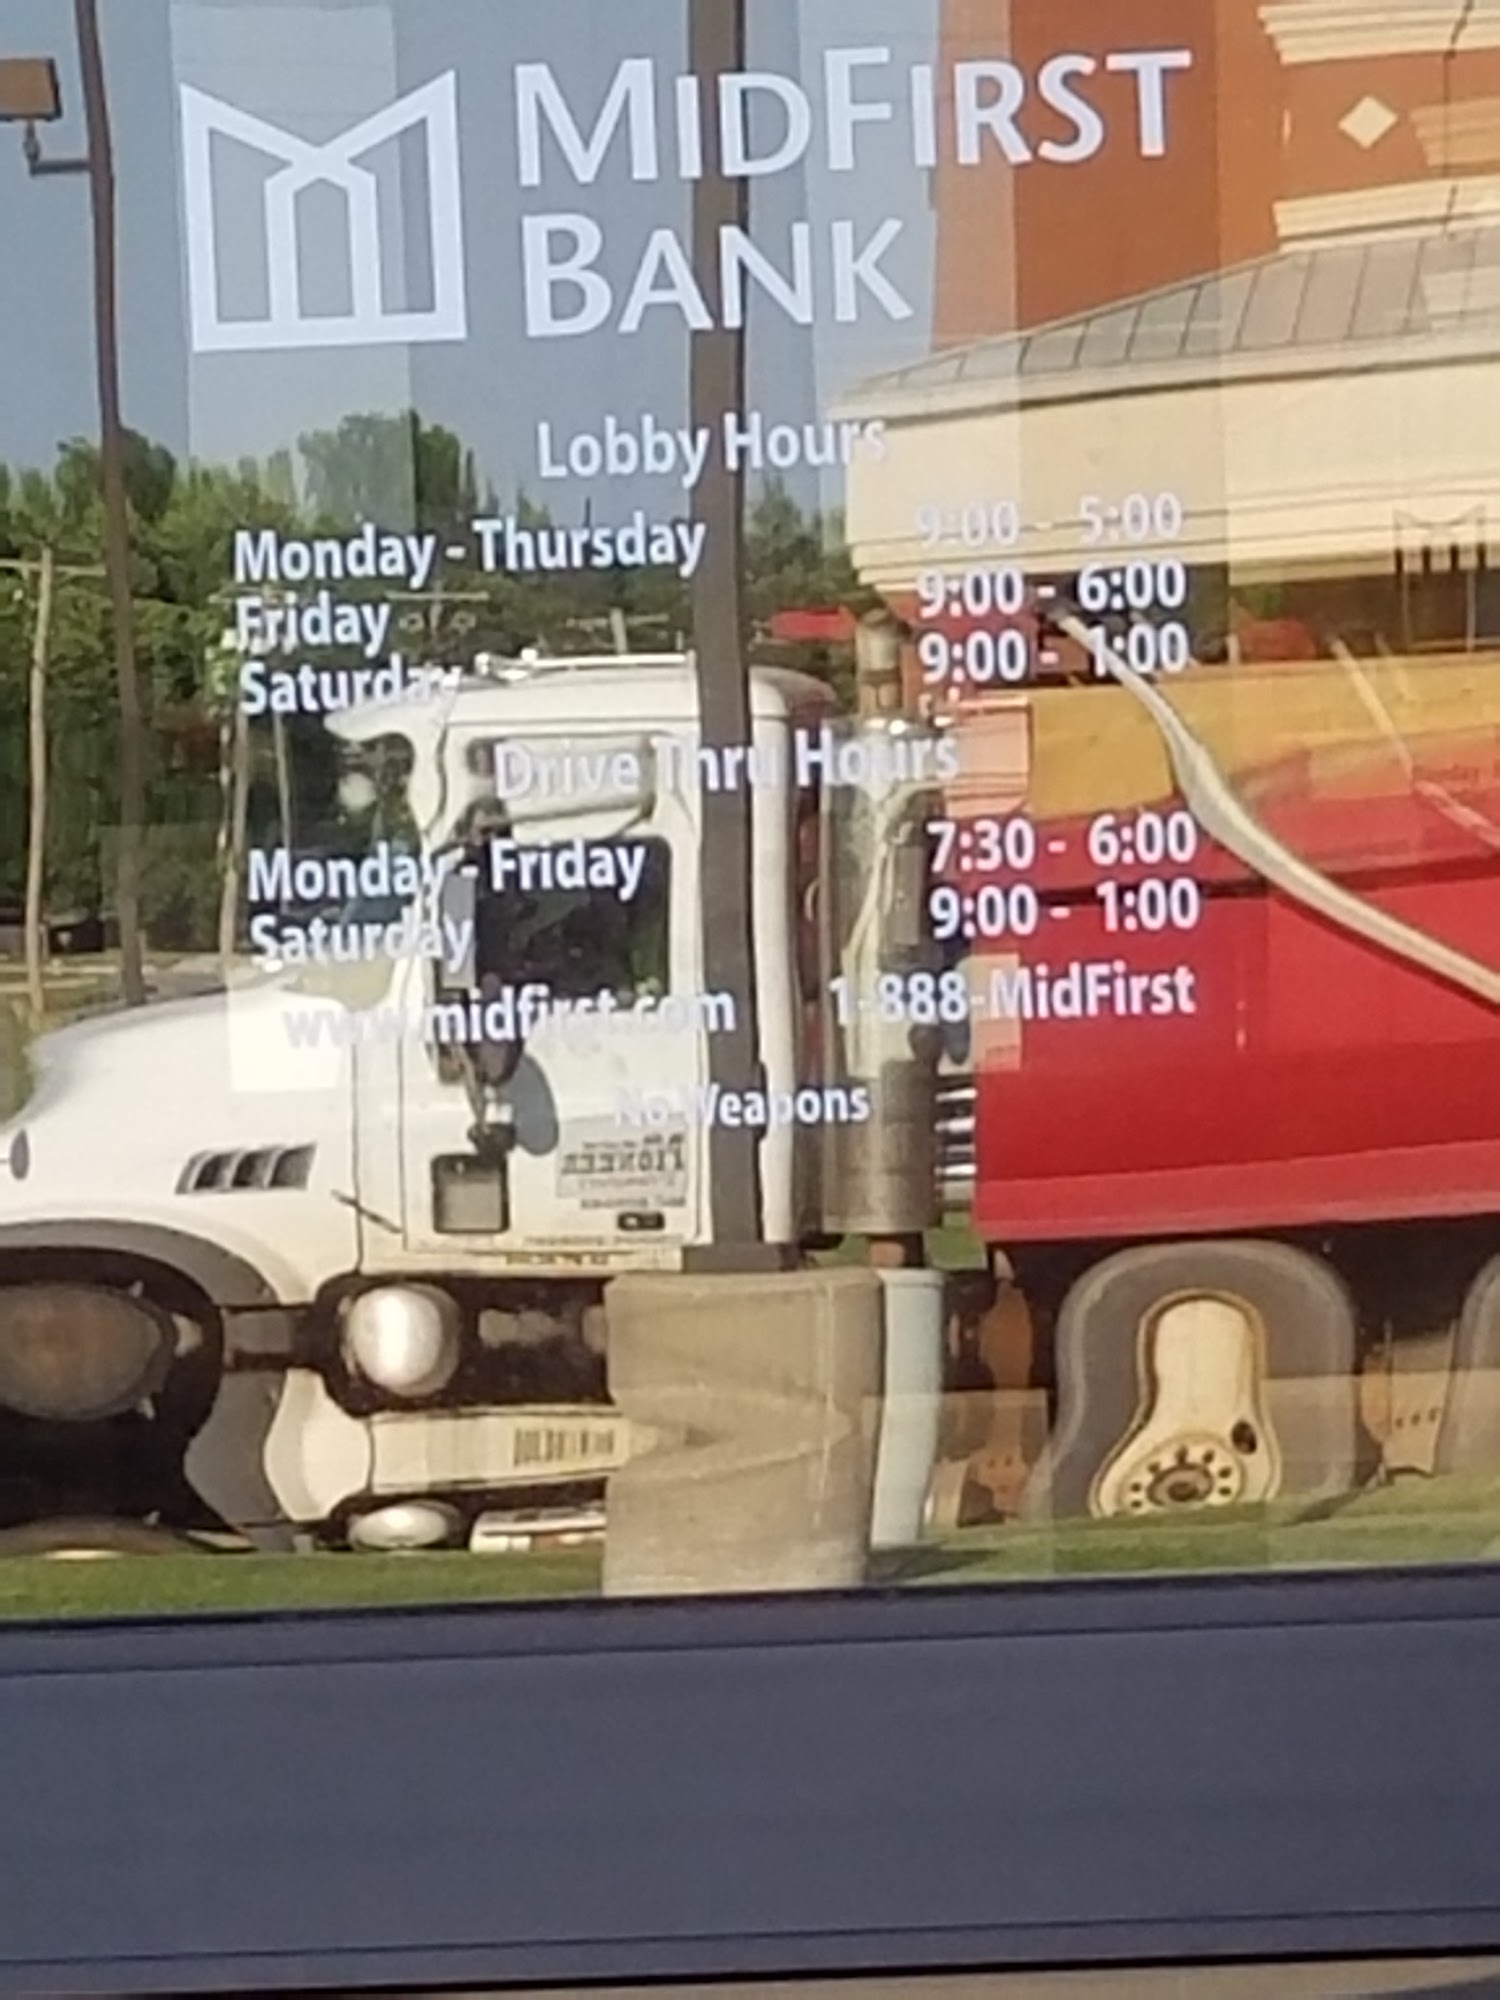 MIDFIRST
BANK
Lobby Hours
Monday - Thursday 9:00 - 5:00
Friday 9:00 - 6:00
Saturday 9:00 - 1:00
Drive Thru Hours
Monday - Friday 7:30 - 6:00
Saturday 9:00 - 1:00
www.midfirst.com 1-888-MidFirst
No Weapons
PIONEER